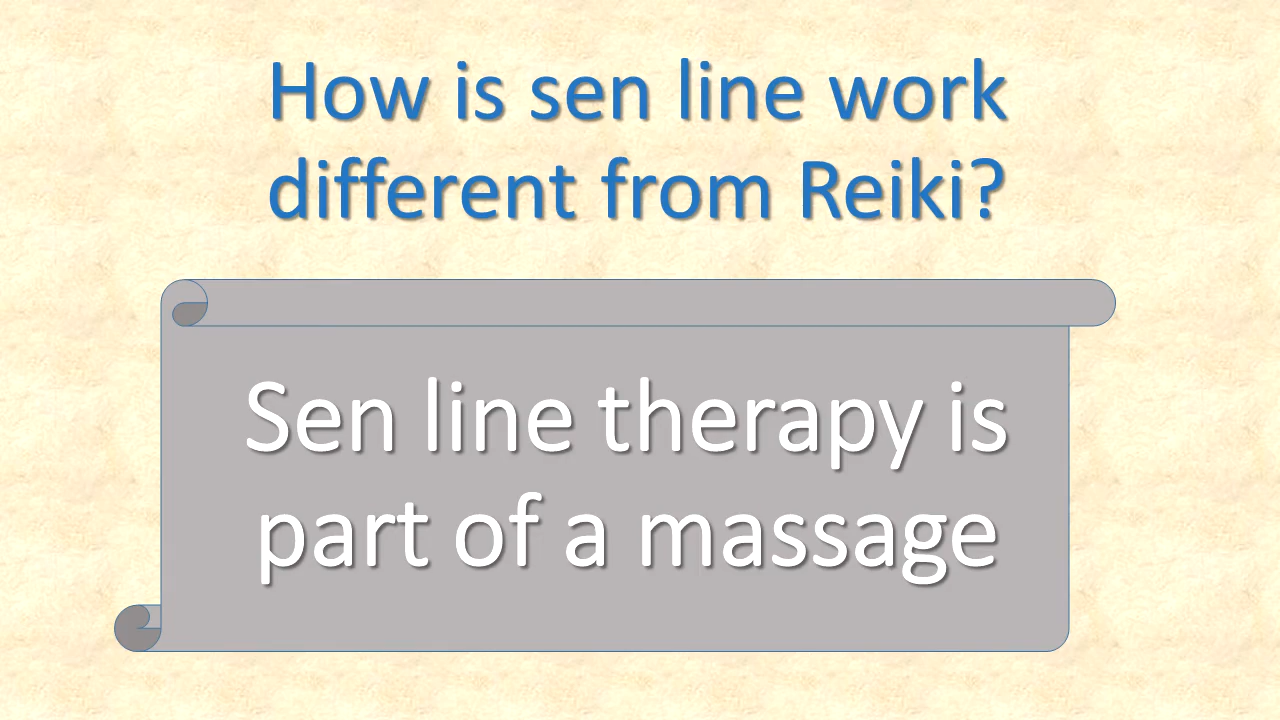 How is sen line work
different from Reiki?
Sen line therapy is
part of a massage